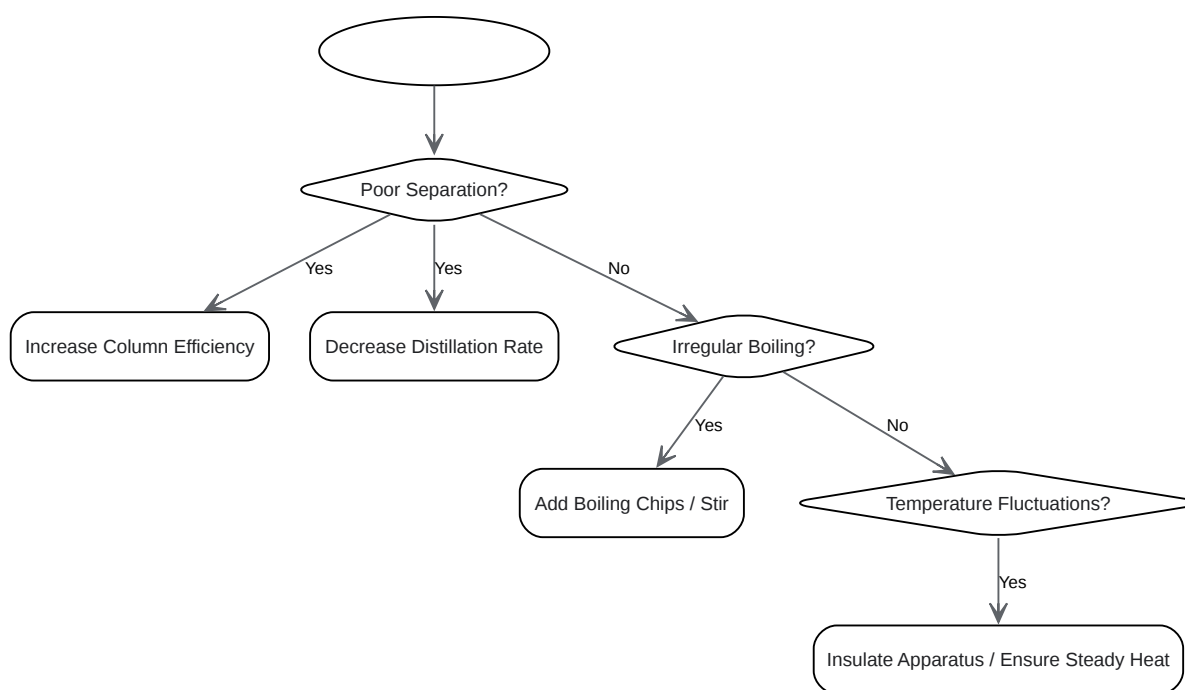 Poor Separation?
Yes
Yes
No
Increase Column Efficiency
Decrease Distillation Rate
Irregular Boiling?
Yes
No
Add Boiling Chips / Stir
Temperature Fluctuations?
Yes
Insulate Apparatus / Ensure Steady Heat